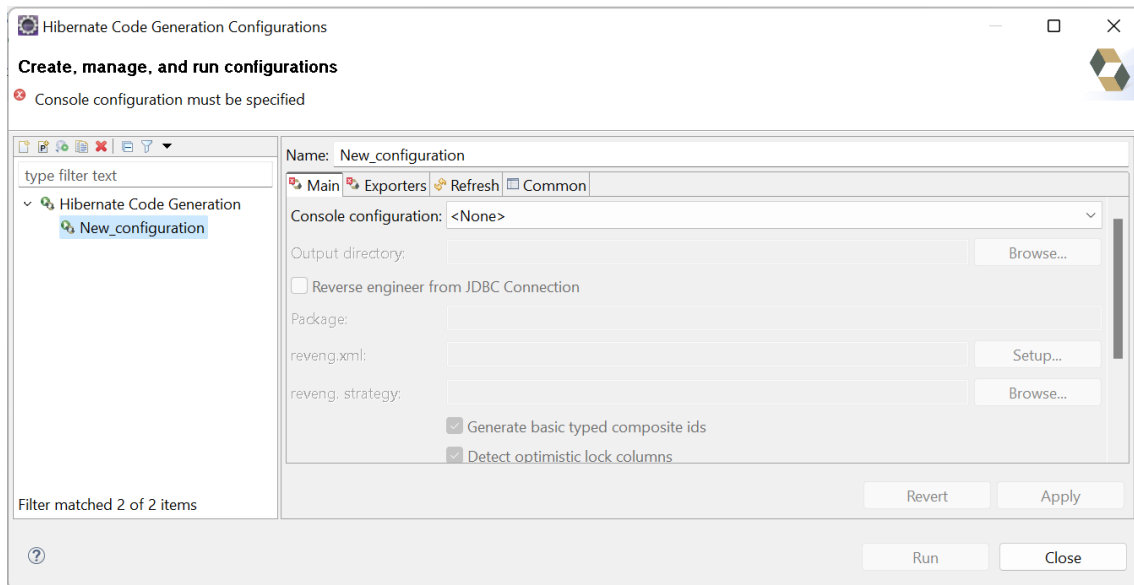 Hibernate Code Generation Configurations
Create, manage, and run configurations
Console configuration must be specified
type filter text
Hibernate Code Generation
New_configuration
Filter matched 2 of 2 items
Name: New_configuration
Main Exporters Refresh Common
Console configuration: <None>
Output directory: Browse...
Reverse engineer from JDBC Connection
Package:
reveng.xml: Setup...
reveng. strategy: Browse...
Generate basic typed composite ids
Detect optimistic lock columns
Revert Apply
Run Close